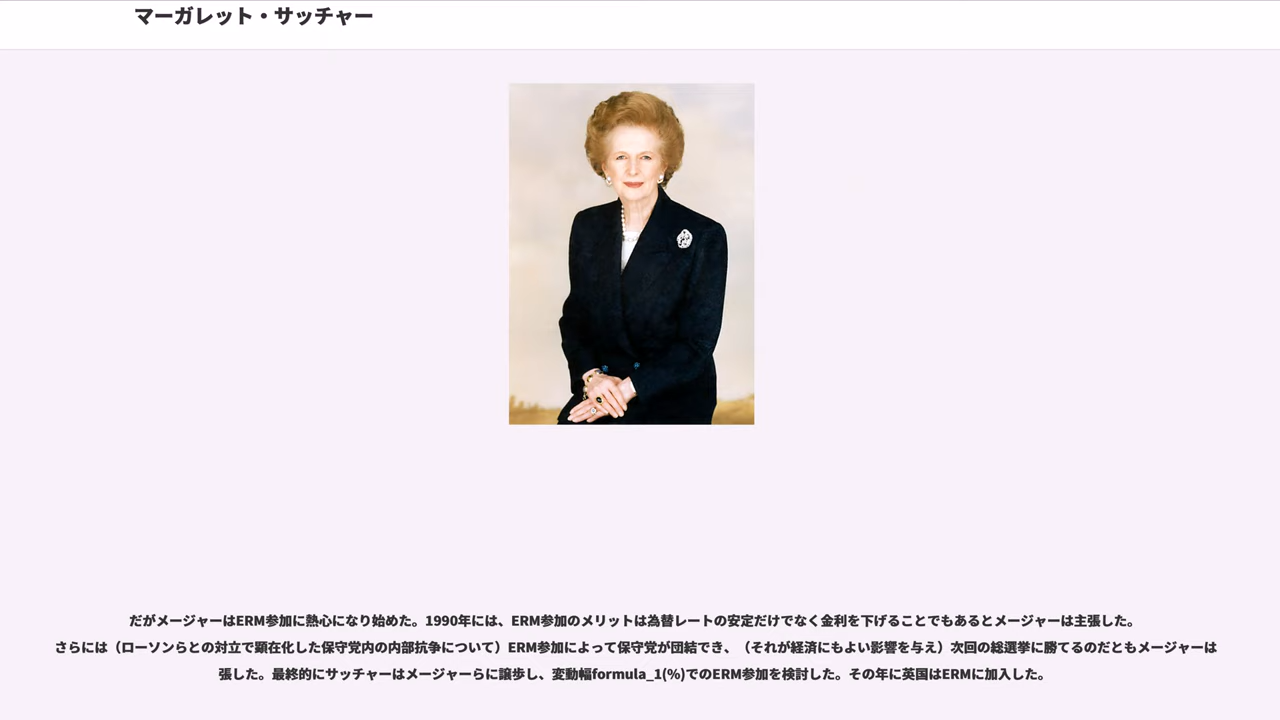 マーガレット・サッチャー
だがメージャーはERM参加に熱心になり始めた。1990年には、ERM参加のメリットは為替レートの安定だけでなく金利を下げることでもあるとメージャーは主張した。
さらには（ローソンらとの対立で顕在化した保守党内の内部抗争について）ERM参加によって保守党が団結でき、（それが経済にもよい影響を与え）次回の総選挙に勝てるのだともメージャーは
張した。最終的にサッチャーはメージャーらに譲歩し、変動幅formula_1(%)でのERM参加を検討した。その年に英国はERMに加入した。